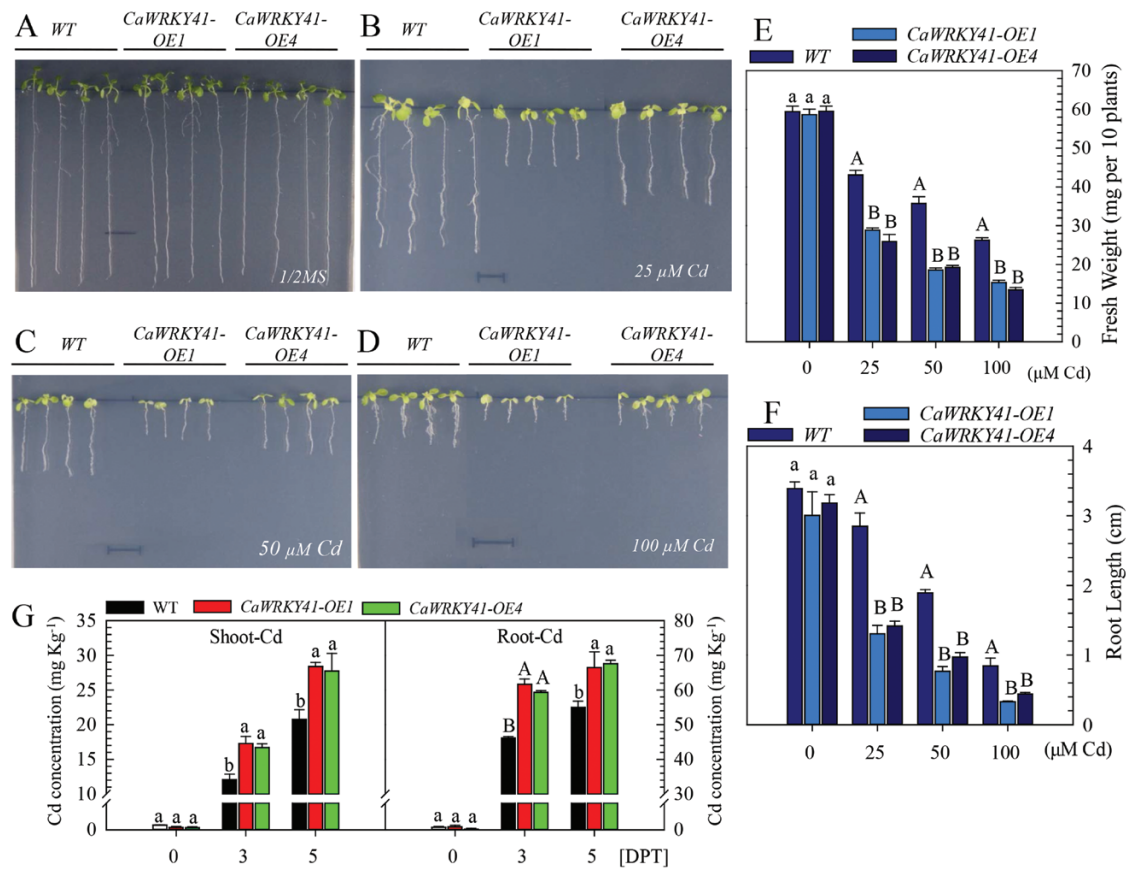 A
WT
CaWRKY41-
OE1
CaWRKY41-
OE4
1/2MS
B
WT
CaWRKY41-
OE1
CaWRKY41-
OE4
25 µM Cd
C
WT
CaWRKY41-
OE1
CaWRKY41-
OE4
50 µM Cd
D
WT
CaWRKY41-
OE1
CaWRKY41-
OE4
100 µM Cd
E
CaWRKY41-OE1
WT CaWRKY41-OE4
70
60
50
40
30
20
10
0
Fresh Weight (mg per 10 plants)
a a a
A B B
A B B
A B B
0 25 50 100 (µM Cd)
F
CaWRKY41-OE1
WT CaWRKY41-OE4
4
3
2
1
0
Root Length (cm)
a a a
A B B
A B B
A B B
0 25 50 100 (µM Cd)
G
WT CaWRKY41-OE1 CaWRKY41-OE4
Shoot-Cd Root-Cd
Cd concentration (mg Kg⁻¹)
35
30
25
20
15
10
0
a a a
b a a
b a a
a a a
B A A
b a a
80
70
60
50
40
30
0
Cd concentration (mg Kg⁻¹)
0 3 5 0 3 5 [DPT]